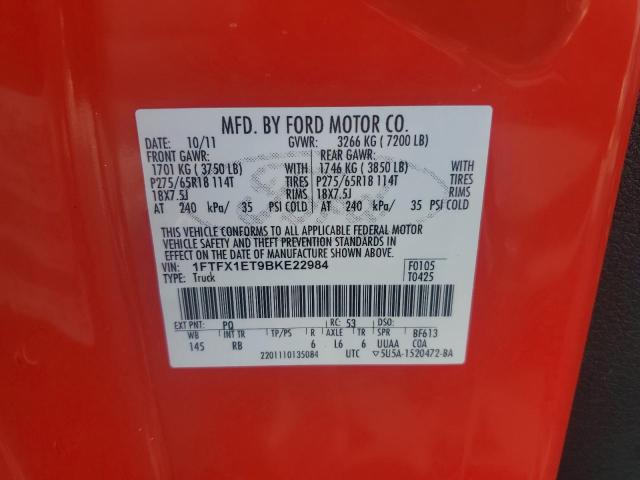 MFD. BY FORD MOTOR CO.
DATE: 10/11 GVWR: 3266 KG ( 7200 LB)
FRONT GAWR: REAR GAWR:
1701 KG ( 3750 LB) WITH 1746 KG ( 3850 LB) WITH
P275/65R18 114T TIRES P275/65R18 114T TIRES
18X7.5J RIMS 18X7.5J RIMS
AT 240 kPa/ 35 PSI COLD AT 240 kPa/ 35 PSI COLD
Ford
THIS VEHICLE CONFORMS TO ALL APPLICABLE FEDERAL MOTOR
VEHICLE SAFETY AND THEFT PREVENTION STANDARDS IN
EFFECT ON THE DATE OF MANUFACTURE SHOWN ABOVE.
VIN: 1FTFX1ET9BKE22984 F0105
TYPE: Truck T0425
EXT PNT: PQ RC: 53 DSO:
WB INT TR TP/PS R AXLE TR SPR BF613
145 RB 6 L6 6 UUAA COA
2201110135084 UTC ▽5U5A-1520472-BA